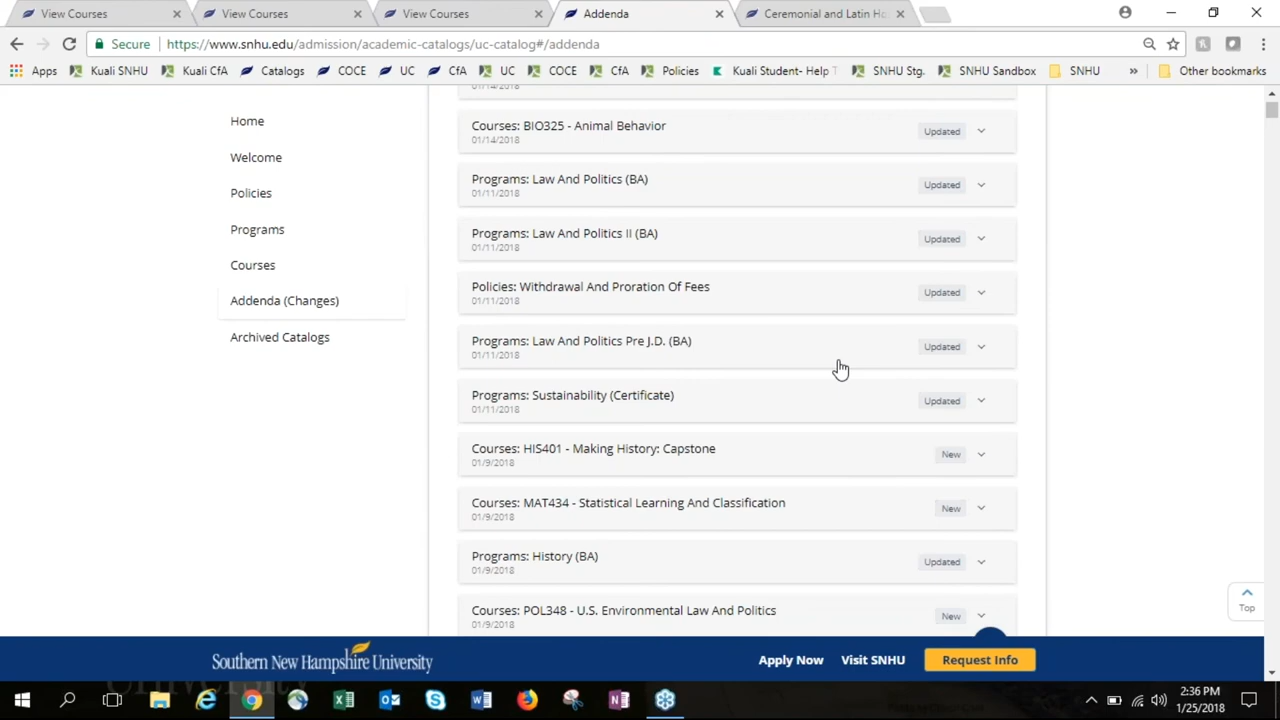 View Courses
View Courses
View Courses
Addenda
Ceremonial and Latin Ho
Secure
https://www.snhu.edu/admission/academic-catalogs/uc-catalog#/addenda
Apps
Kuali SNHU
Kuali CfA
Catalogs
COCE
UC
CfA
UC
COCE
CfA
Policies
Kuali Student- Help T
SNHU Stg.
SNHU Sandbox
SNHU
»
Other bookmarks
Home
Welcome
Policies
Programs
Courses
Addenda (Changes)
Archived Catalogs
01/14/2018
Courses: BIO325 - Animal Behavior
01/14/2018
Updated
Programs: Law And Politics (BA)
01/11/2018
Updated
Programs: Law And Politics II (BA)
01/11/2018
Updated
Policies: Withdrawal And Proration Of Fees
01/11/2018
Updated
Programs: Law And Politics Pre J.D. (BA)
01/11/2018
Updated
Programs: Sustainability (Certificate)
01/11/2018
Updated
Courses: HIS401 - Making History: Capstone
01/9/2018
New
Courses: MAT434 - Statistical Learning And Classification
01/9/2018
New
Programs: History (BA)
01/9/2018
Updated
Courses: POL348 - U.S. Environmental Law And Politics
01/9/2018
New
Top
Southern New Hampshire University
Apply Now
Visit SNHU
Request Info
University
2:36 PM
1/25/2018